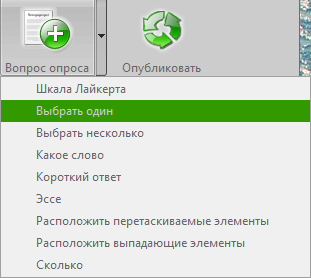 Вопрос опроса Опубликовать
Шкала Лайкерта
Выбрать один
Выбрать несколько
Какое слово
Короткий ответ
Эссе
Расположить перетаскиваемые элементы
Расположить выпадающие элементы
Сколько